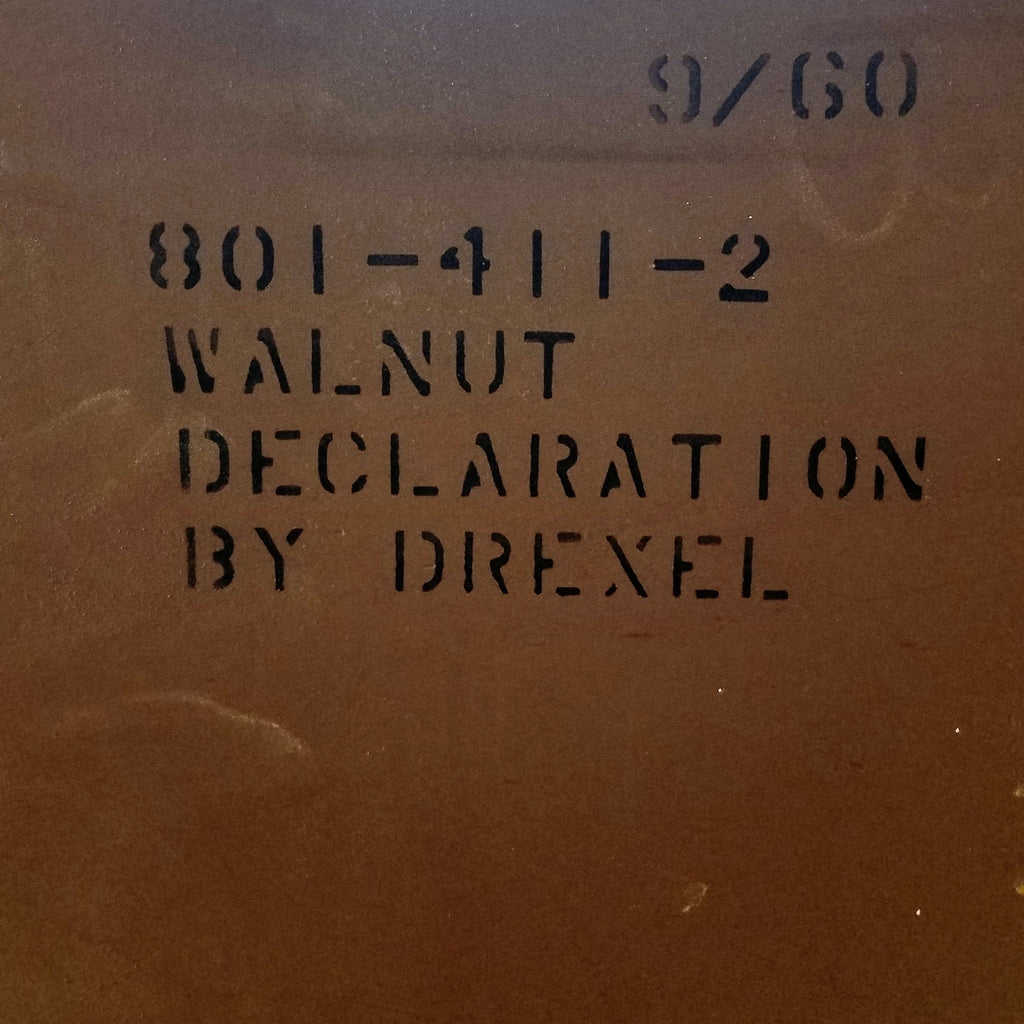 9/60
801-411-2
WALNUT
DECLARATION
BY DREXEL